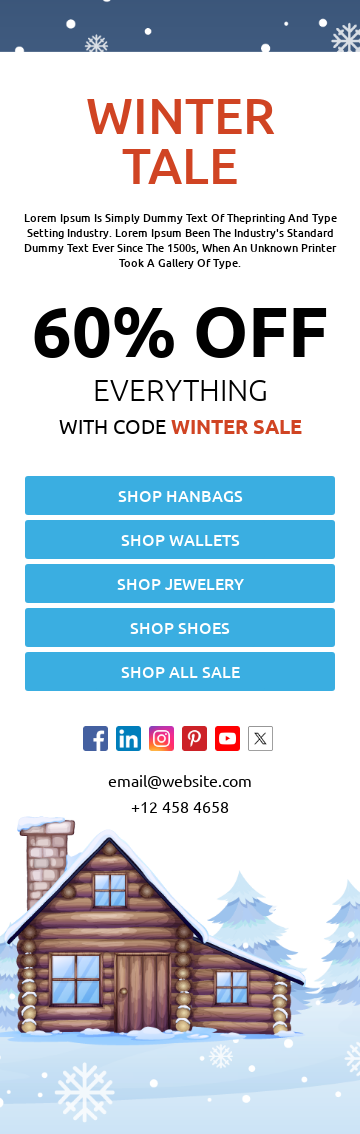 WINTER
TALE
Lorem Ipsum Is Simply Dummy Text Of Theprinting And Type
Setting Industry. Lorem Ipsum Been The Industry's Standard
Dummy Text Ever Since The 1500s, When An Unknown Printer
Took A Gallery Of Type.
60% OFF
EVERYTHING
WITH CODE WINTER SALE
SHOP HANBAGS
SHOP WALLETS
SHOP JEWELERY
SHOP SHOES
SHOP ALL SALE
email@website.com
+12 458 4658